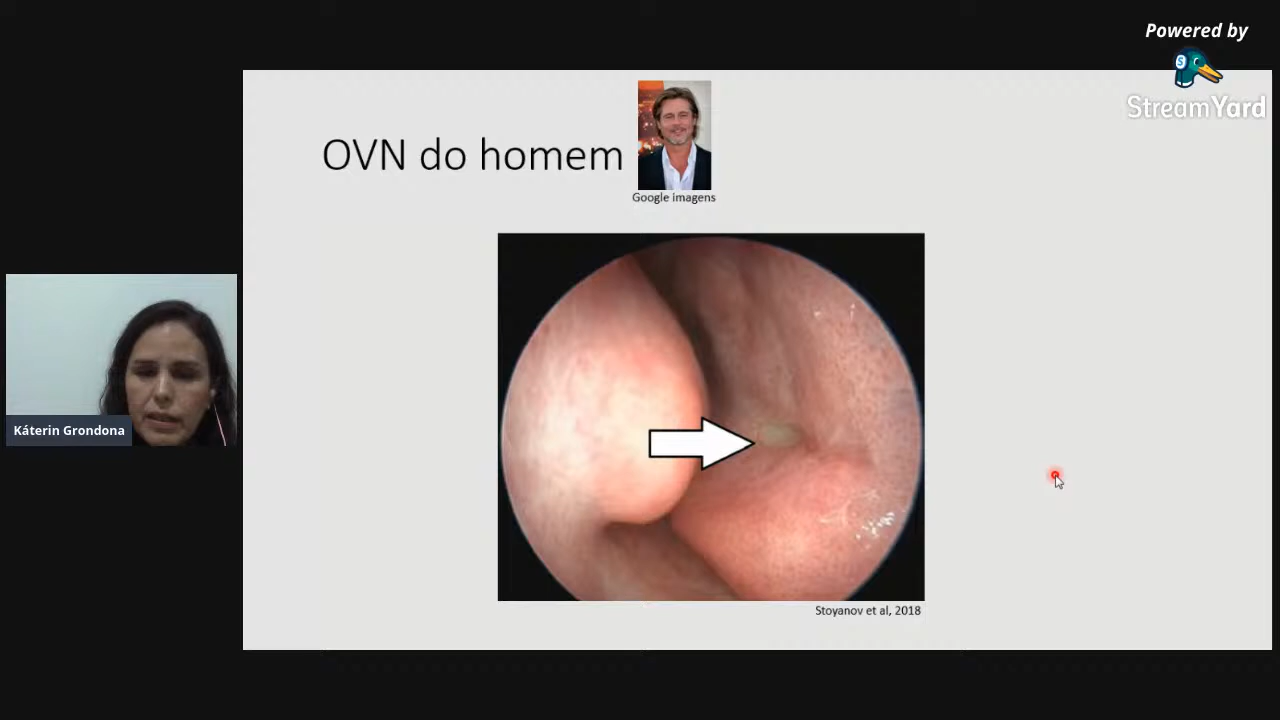 Powered by
StreamYard
OVN do homem
Google imagens
Káterin Grondona
Stoyanov et al, 2018